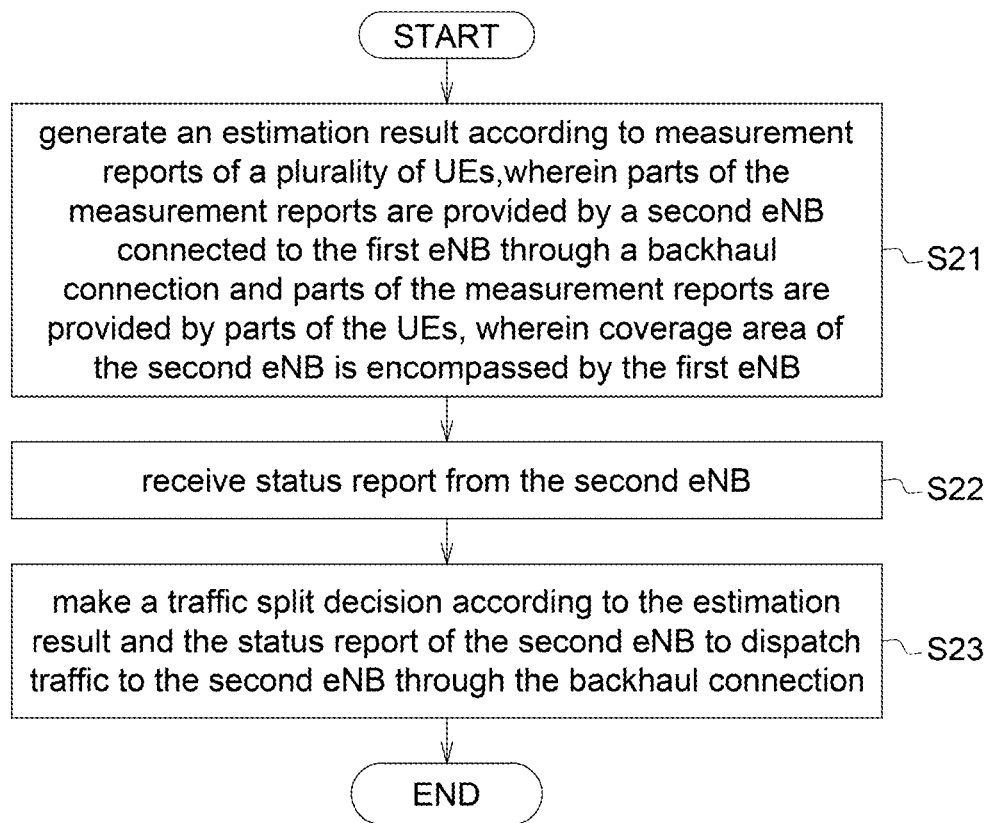 START
generate an estimation result according to measurement
reports of a plurality of UEs,wherein parts of the
measurement reports are provided by a second eNB
connected to the first eNB through a backhaul
connection and parts of the measurement reports are
provided by parts of the UEs, wherein coverage area of
the second eNB is encompassed by the first eNB
S21
receive status report from the second eNB
S22
make a traffic split decision according to the estimation
result and the status report of the second eNB to dispatch
traffic to the second eNB through the backhaul connection
S23
END